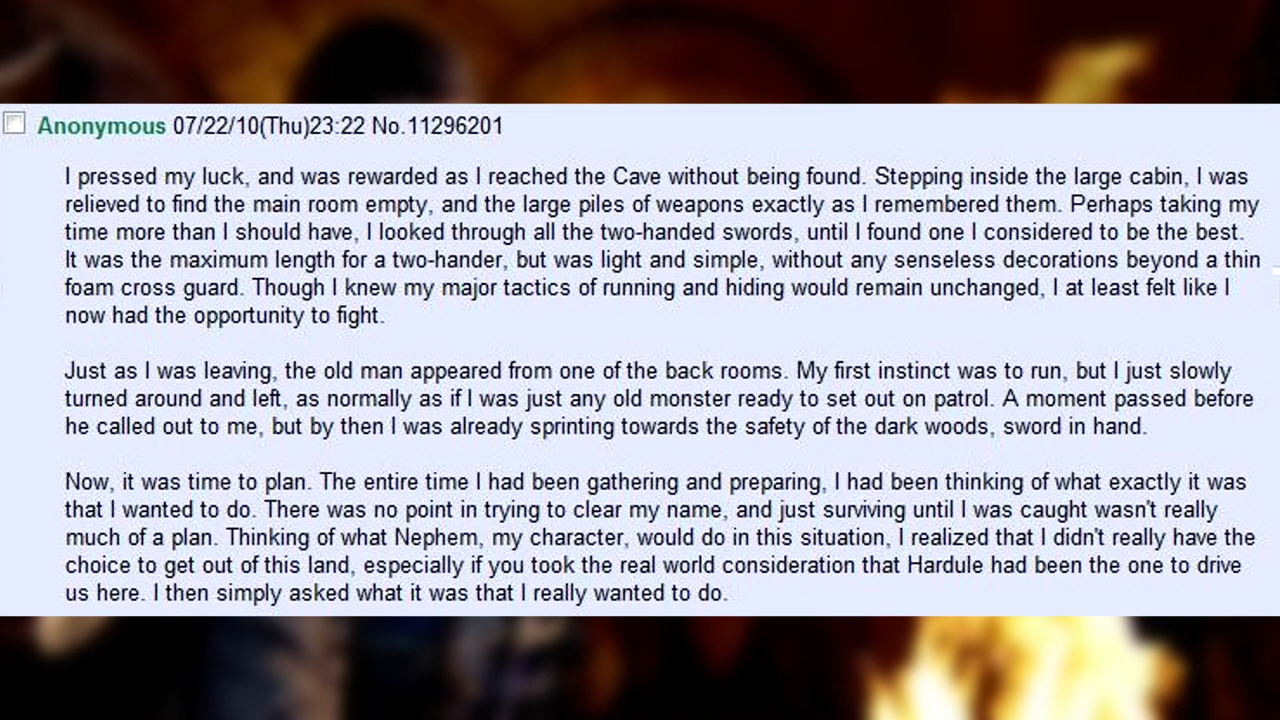 Anonymous 07/22/10(Thu)23:22 No.11296201
I pressed my luck, and was rewarded as I reached the Cave without being found. Stepping inside the large cabin, I was
relieved to find the main room empty, and the large piles of weapons exactly as I remembered them. Perhaps taking my
time more than I should have, I looked through all the two-handed swords, until I found one I considered to be the best.
It was the maximum length for a two-hander, but was light and simple, without any senseless decorations beyond a thin
foam cross guard. Though I knew my major tactics of running and hiding would remain unchanged, I at least felt like I
now had the opportunity to fight.
Just as I was leaving, the old man appeared from one of the back rooms. My first instinct was to run, but I just slowly
turned around and left, as normally as if I was just any old monster ready to set out on patrol. A moment passed before
he called out to me, but by then I was already sprinting towards the safety of the dark woods, sword in hand.
Now, it was time to plan. The entire time I had been gathering and preparing, I had been thinking of what exactly it was
that I wanted to do. There was no point in trying to clear my name, and just surviving until I was caught wasn't really
much of a plan. Thinking of what Nephem, my character, would do in this situation, I realized that I didn't really have the
choice to get out of this land, especially if you took the real world consideration that Hardule had been the one to drive
us here. I then simply asked what it was that I really wanted to do.